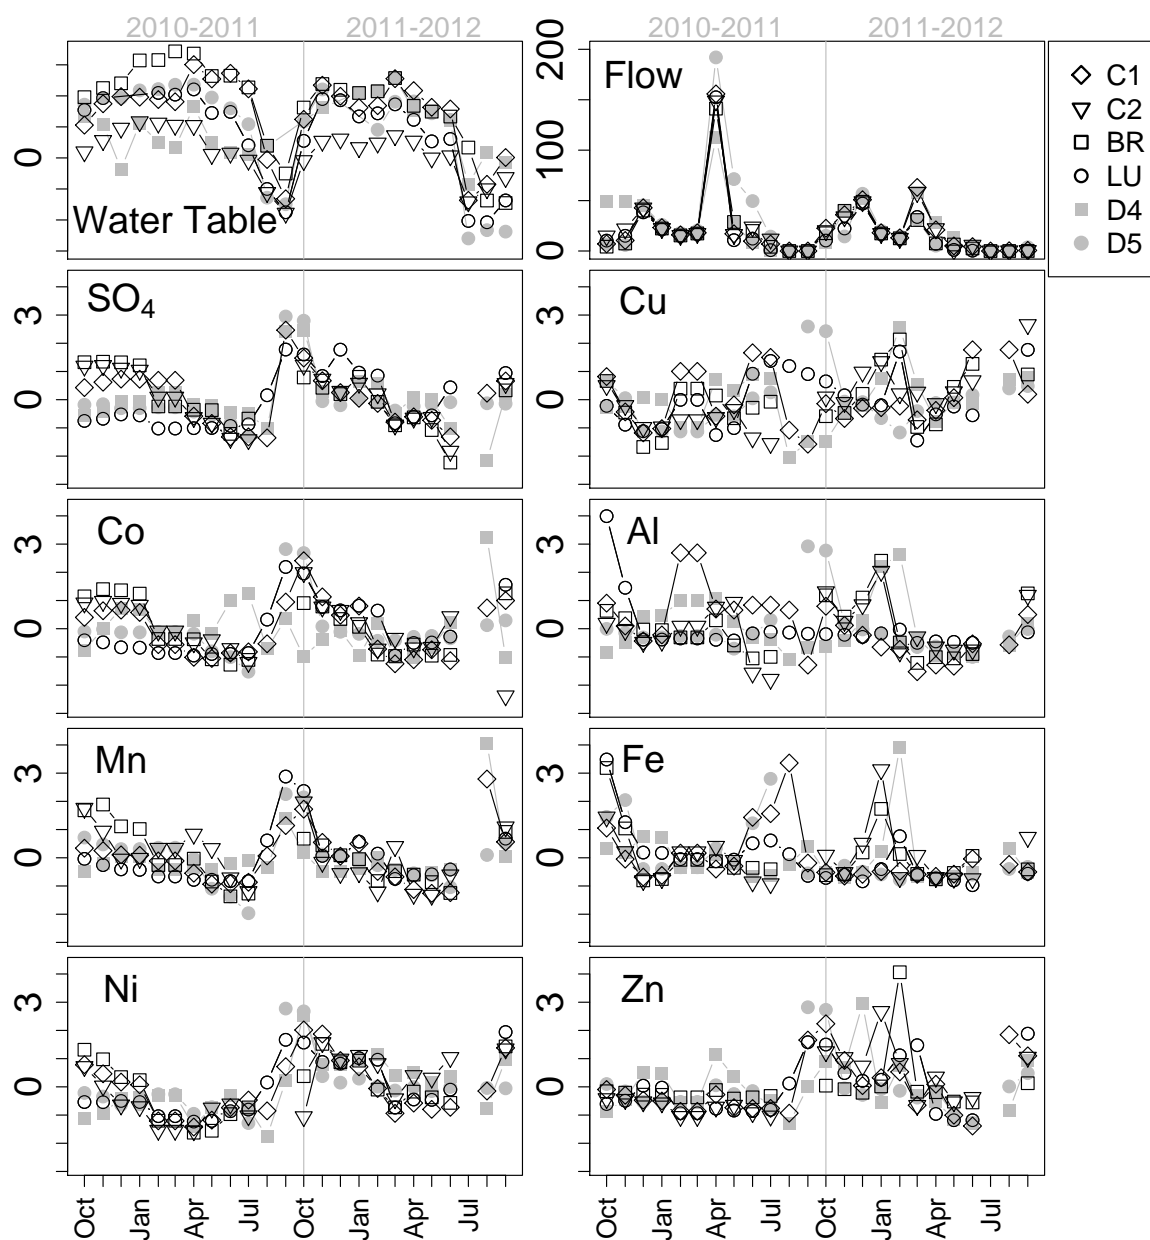 2010-2011 2011-2012 2010-2011 2011-2012
0 Water Table
0 100 200 Flow
C1
C2
BR
LU
D4
D5
0 3 SO4
0 3 Cu
0 3 Co
0 3 Al
0 3 Mn
0 3 Fe
0 3 Ni
0 3 Zn
Oct Jan Apr Jul Oct Jan Apr Jul
Oct Jan Apr Jul Oct Jan Apr Jul